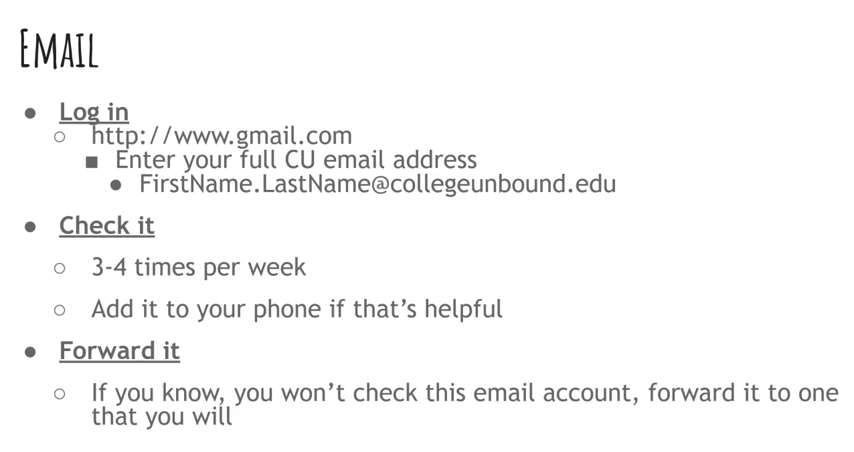 EMAIL
● Log in
○ http://www.gmail.com
■ Enter your full CU email address
● FirstName.LastName@collegeunbound.edu
● Check it
○ 3-4 times per week
○ Add it to your phone if that’s helpful
● Forward it
○ If you know, you won’t check this email account, forward it to one
that you will